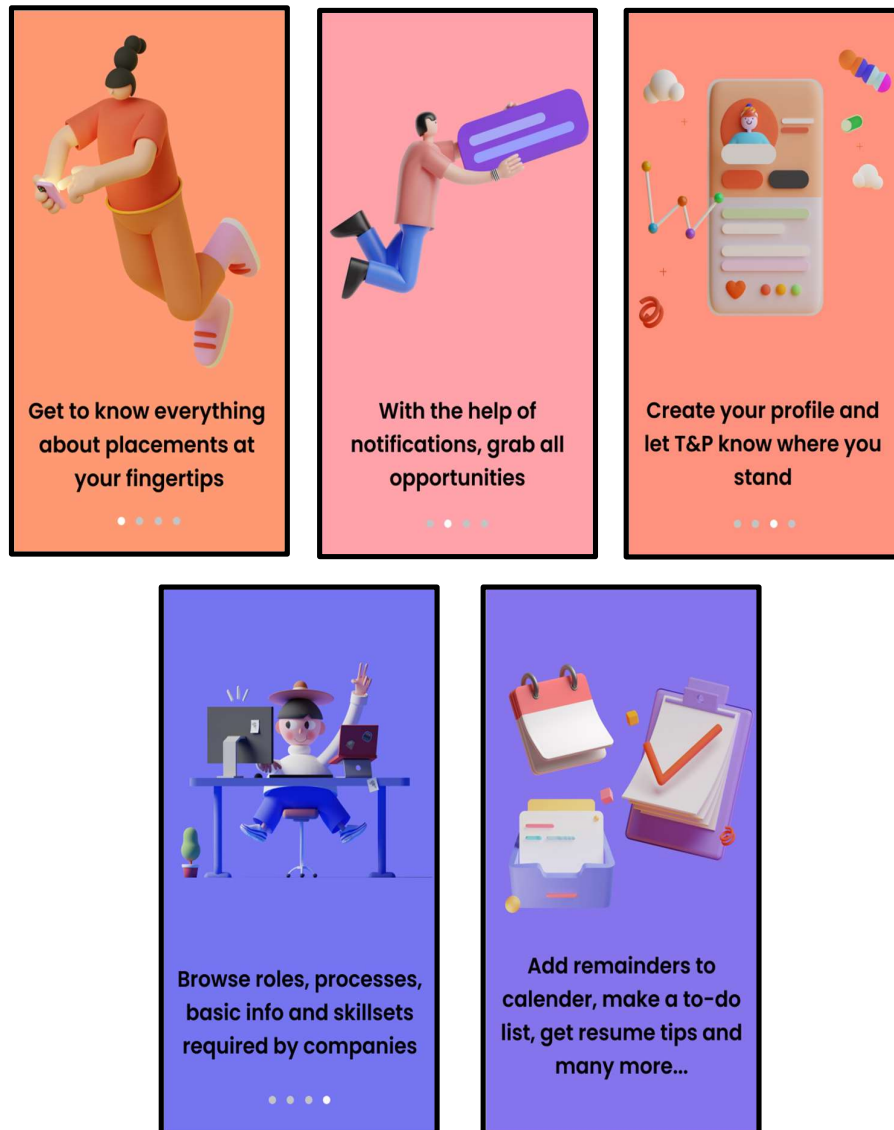 Get to know everything
about placements at
your fingertips
With the help of
notifications, grab all
opportunities
Create your profile and
let T&P know where you
stand
Browse roles, processes,
basic info and skillsets
required by companies
Add remainders to
calender, make a to-do
list, get resume tips and
many more...